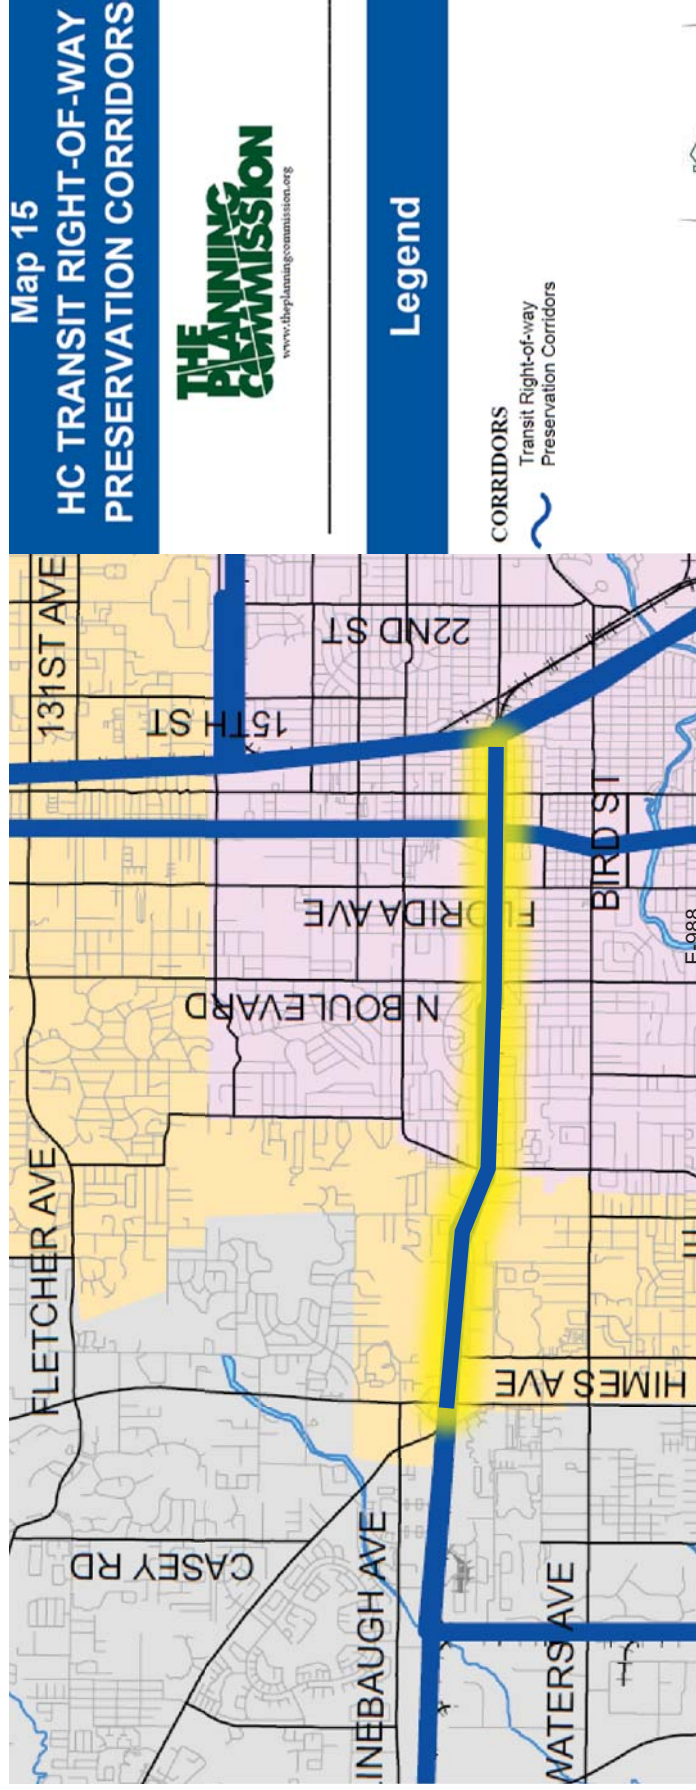 Map 15
HC TRANSIT RIGHT-OF-WAY
PRESERVATION CORRIDORS
THE
PLANNING
COMMISSION
www.theplanningcommission.org
Legend
CORRIDORS
Transit Right-of-way
Preservation Corridors
131ST AVE
22ND ST
15TH ST
FLORIDA AVE
BIRD ST
N BOULEVARD
FLETCHER AVE
HIMES AVE
CASEY RD
LINEBAUGH AVE
WATERS AVE